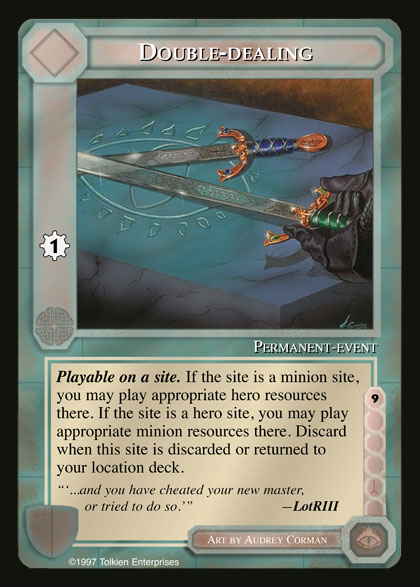 DOUBLE-DEALING
1
PERMANENT-EVENT
Playable on a site. If the site is a minion site,
you may play appropriate hero resources
there. If the site is a hero site, you may play
appropriate minion resources there. Discard
when this site is discarded or returned to
your location deck.
9
“‘...and you have cheated your new master,
or tried to do so.’” —LotRIII
ART BY AUDREY CORMAN
©1997 Tolkien Enterprises